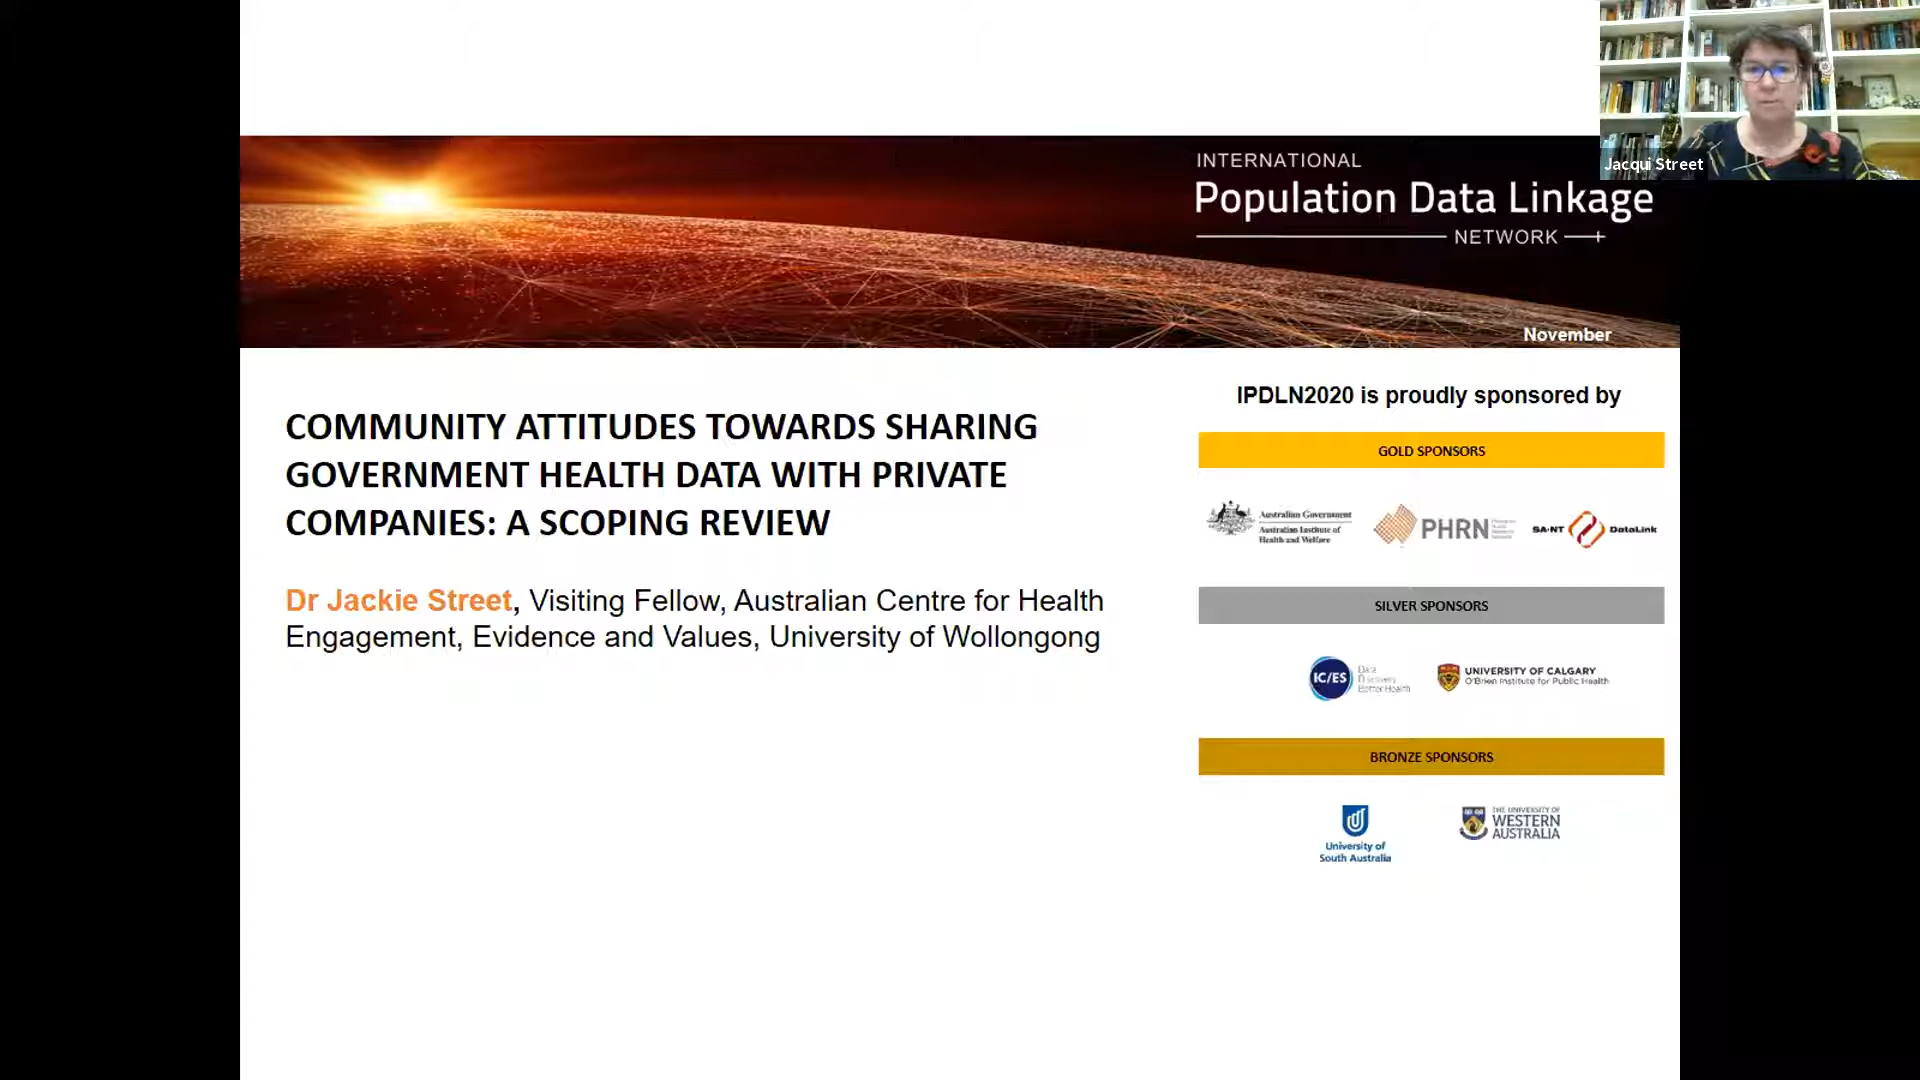 Jacqui Street
INTERNATIONAL
Population Data Linkage
NETWORK
November
COMMUNITY ATTITUDES TOWARDS SHARING
GOVERNMENT HEALTH DATA WITH PRIVATE
COMPANIES: A SCOPING REVIEW
Dr Jackie Street, Visiting Fellow, Australian Centre for Health
Engagement, Evidence and Values, University of Wollongong
IPDLN2020 is proudly sponsored by
GOLD SPONSORS
Australian Government
Australian Institute of
Health and Welfare
PHRN
SA-NT DataLink
SILVER SPONSORS
IC/ES
Data
Discovery
Better Health
UNIVERSITY OF CALGARY
O'Brien Institute for Public Health
BRONZE SPONSORS
University of
South Australia
THE UNIVERSITY OF
WESTERN
AUSTRALIA